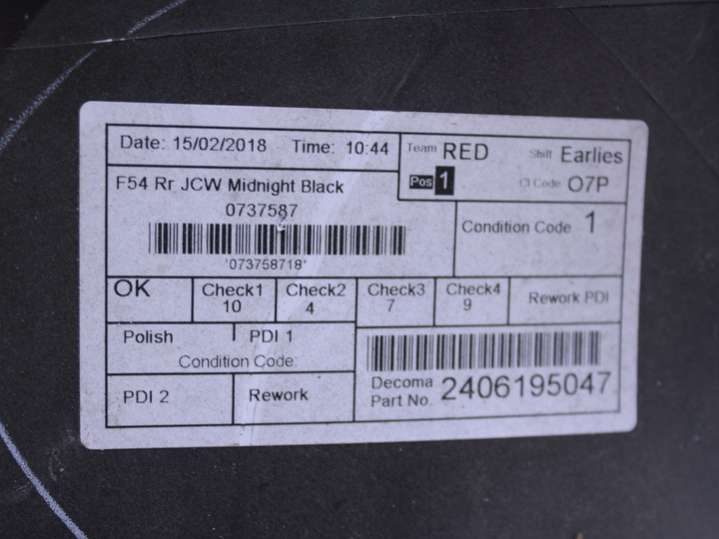 Date: 15/02/2018 Time: 10:44
Team RED Shift Earlies
Pos 1 CI Code O7P
F54 Rr JCW Midnight Black
0737587
*073758718*
Condition Code 1
OK Check1 Check2 Check3 Check4 Rework PDI
10 4 7 9
Polish PDI 1
Condition Code
PDI 2 Rework
Decoma
Part No. 2406195047